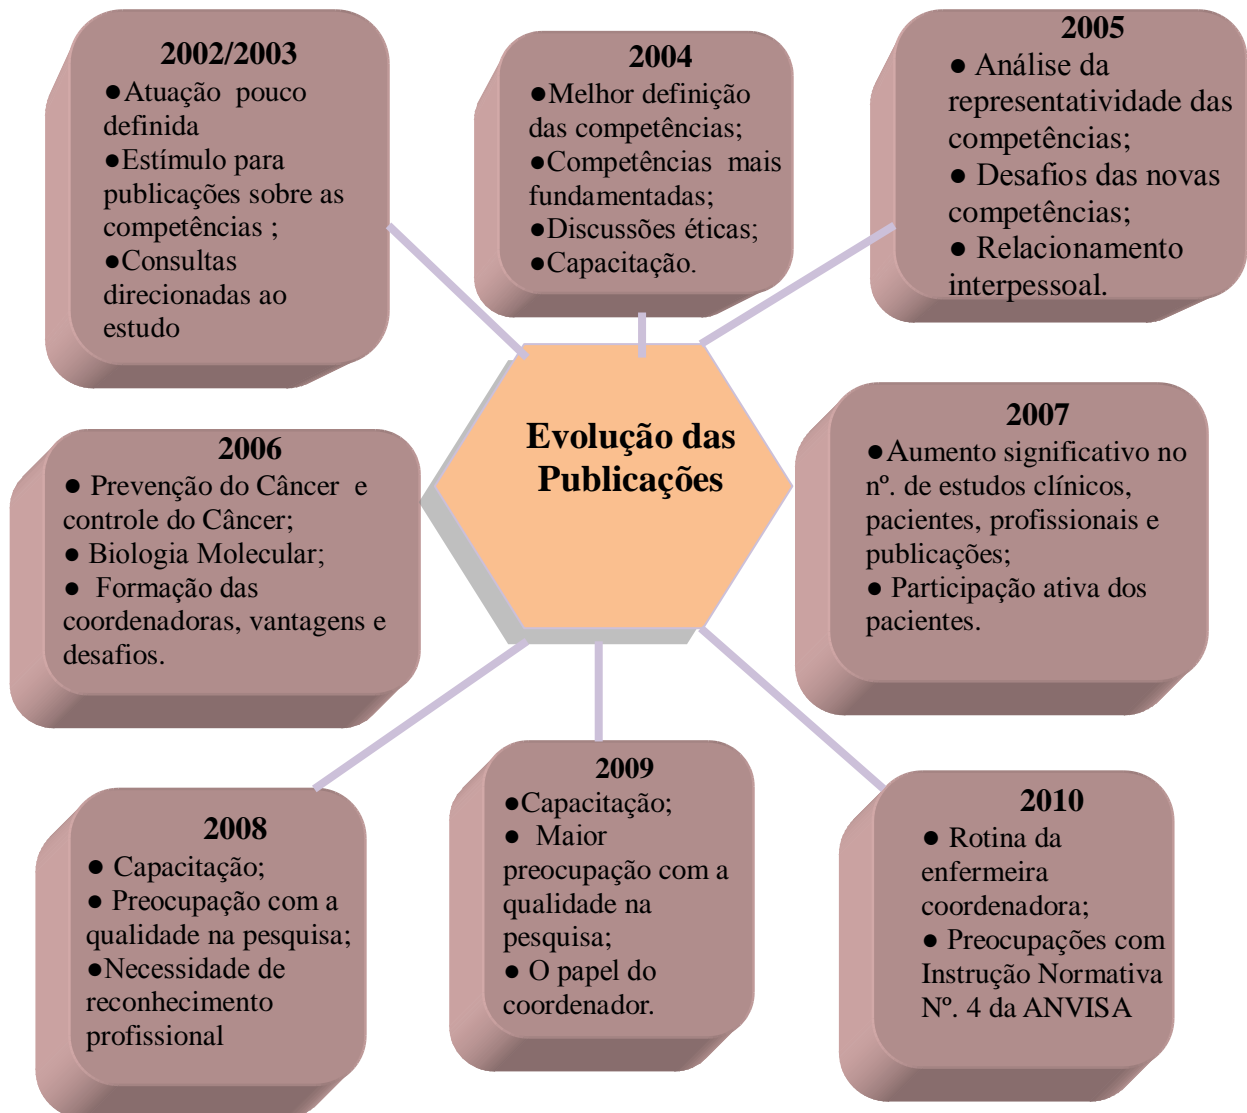 2002/2003
●Atuação pouco
definida
●Estímulo para
publicações sobre as
competências ;
●Consultas
direcionadas ao
estudo
2004
●Melhor definição
das competências;
●Competências mais
fundamentadas;
●Discussões éticas;
●Capacitação.
2005
● Análise da
representatividade das
competências;
● Desafios das novas
competências;
● Relacionamento
interpessoal.
Evolução das
Publicações
2006
● Prevenção do Câncer e
controle do Câncer;
● Biologia Molecular;
● Formação das
coordenadoras, vantagens e
desafios.
2007
●Aumento significativo no
nº. de estudos clínicos,
pacientes, profissionais e
publicações;
● Participação ativa dos
pacientes.
2008
● Capacitação;
● Preocupação com a
qualidade na pesquisa;
●Necessidade de
reconhecimento
profissional
2009
●Capacitação;
● Maior
preocupação com a
qualidade na
pesquisa;
● O papel do
coordenador.
2010
● Rotina da
enfermeira
coordenadora;
● Preocupações com
Instrução Normativa
Nº. 4 da ANVISA